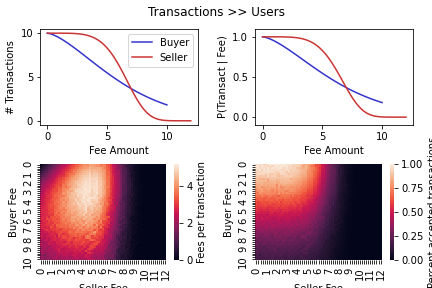 Transactions >> Users
# Transactions
10
5
0
Buyer
Seller
0 5 10
Fee Amount
P(Transact | Fee)
1.0
0.5
0.0
0 5 10
Fee Amount
Buyer Fee
0 1 2 3 4 5 6 7 8 9 10
0 1 2 3 4 5 6 7 8 9 10 11 12
Seller Fee
4
2
0
Fees per transaction
Buyer Fee
0 1 2 3 4 5 6 7 8 9 10
0 1 2 3 4 5 6 7 8 9 10 11 12
Seller Fee
1.00
0.75
0.50
0.25
0.00
Percent accepted transactions